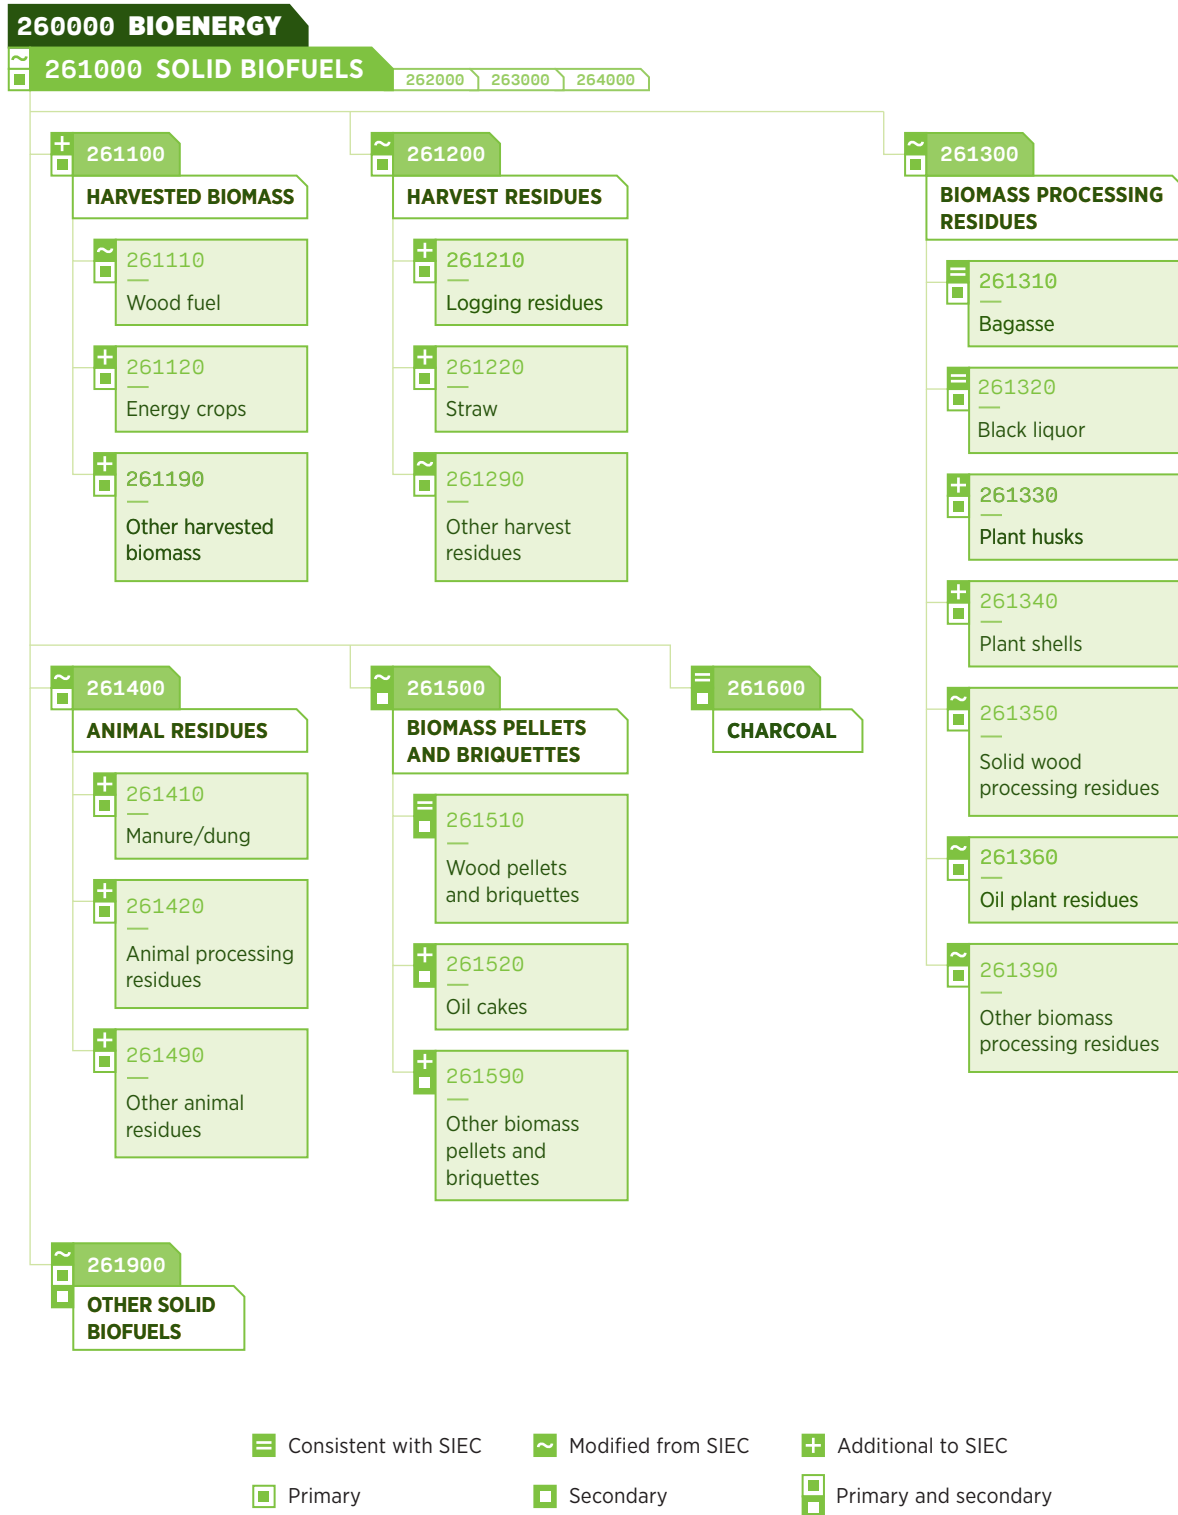 260000 BIOENERGY
261000 SOLID BIOFUELS
262000 263000 264000
261100
HARVESTED BIOMASS
261110
Wood fuel
261120
Energy crops
261190
Other harvested
biomass
261200
HARVEST RESIDUES
261210
Logging residues
261220
Straw
261290
Other harvest
residues
261300
BIOMASS PROCESSING
RESIDUES
261310
Bagasse
261320
Black liquor
261330
Plant husks
261340
Plant shells
261350
Solid wood
processing residues
261360
Oil plant residues
261390
Other biomass
processing residues
261400
ANIMAL RESIDUES
261410
Manure/dung
261420
Animal processing
residues
261490
Other animal
residues
261500
BIOMASS PELLETS
AND BRIQUETTES
261510
Wood pellets
and briquettes
261520
Oil cakes
261590
Other biomass
pellets and
briquettes
261600
CHARCOAL
261900
OTHER SOLID
BIOFUELS
= Consistent with SIEC
~ Modified from SIEC
+ Additional to SIEC
Primary
Secondary
Primary and secondary